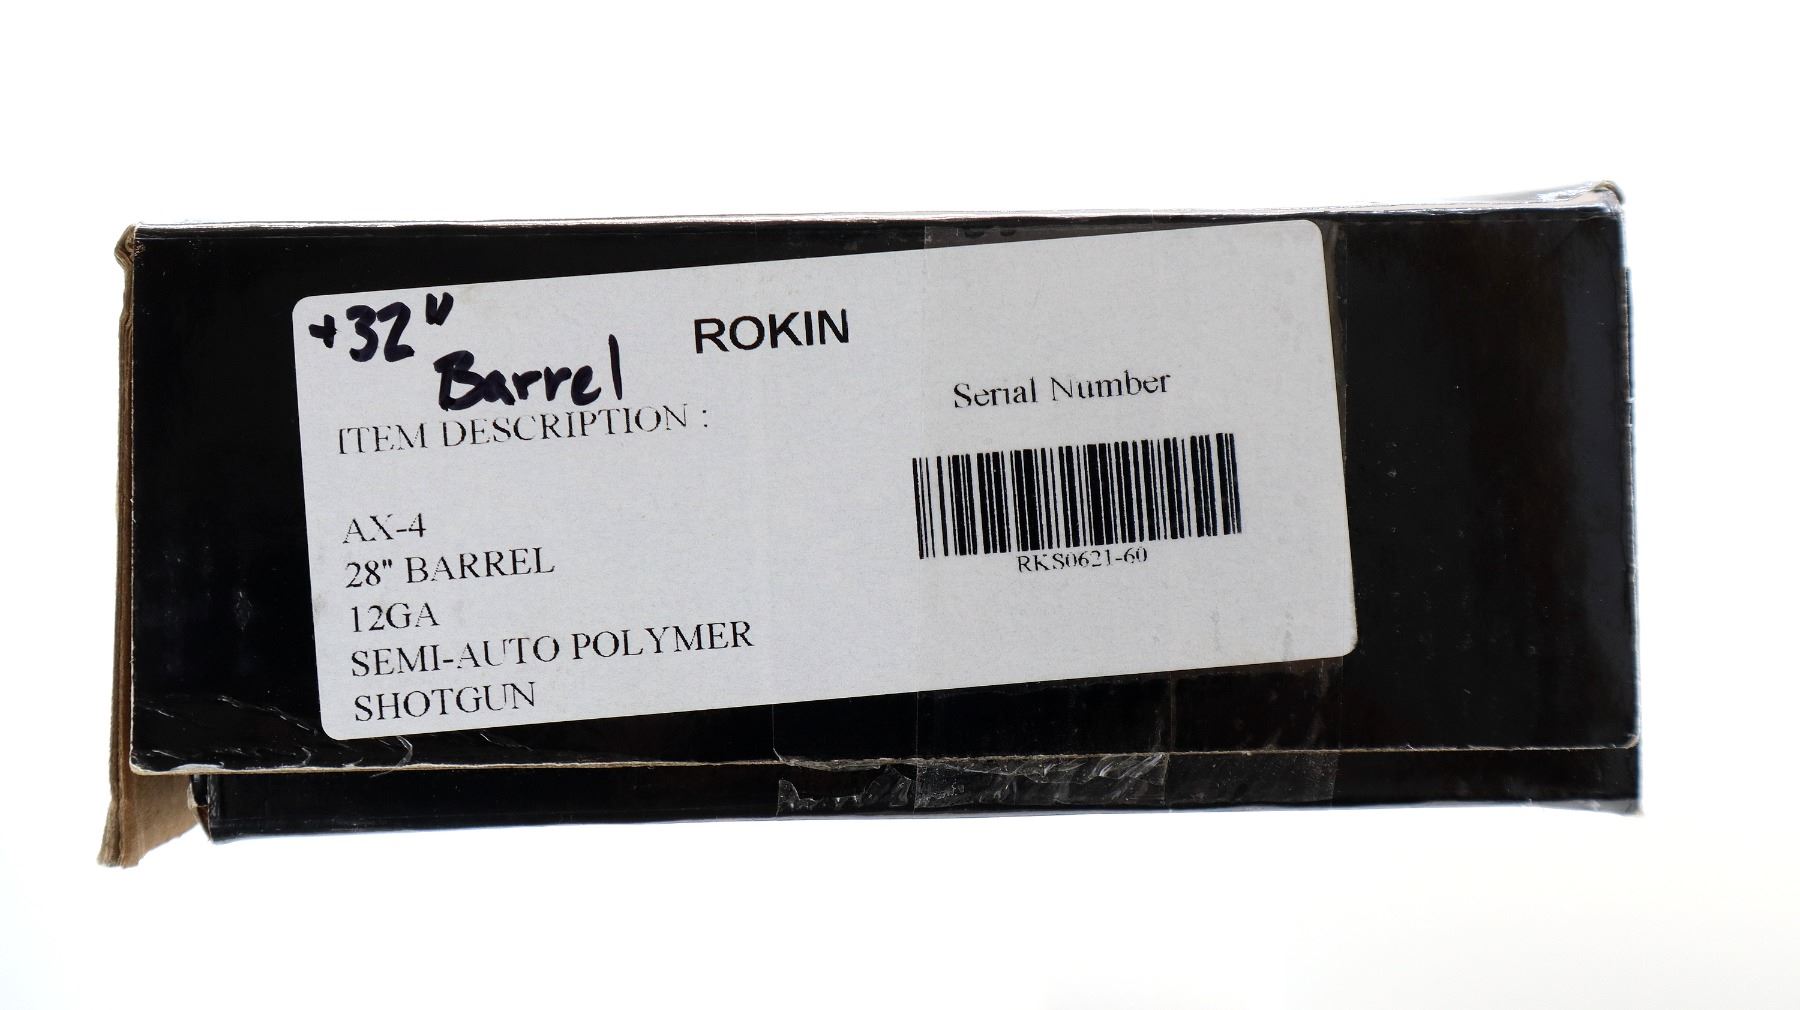 +32"
Barrel
ROKIN
ITEM DESCRIPTION :
AX-4
28" BARREL
12GA
SEMI-AUTO POLYMER
SHOTGUN
Serial Number
RKS0621-60